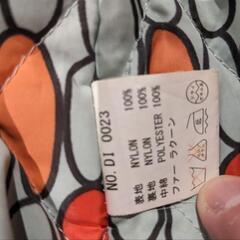 NO. DI 0023
表地 NYLON 100%
裏地 NYLON 100%
中綿 POLYESTER 100%
ファー ラクーン